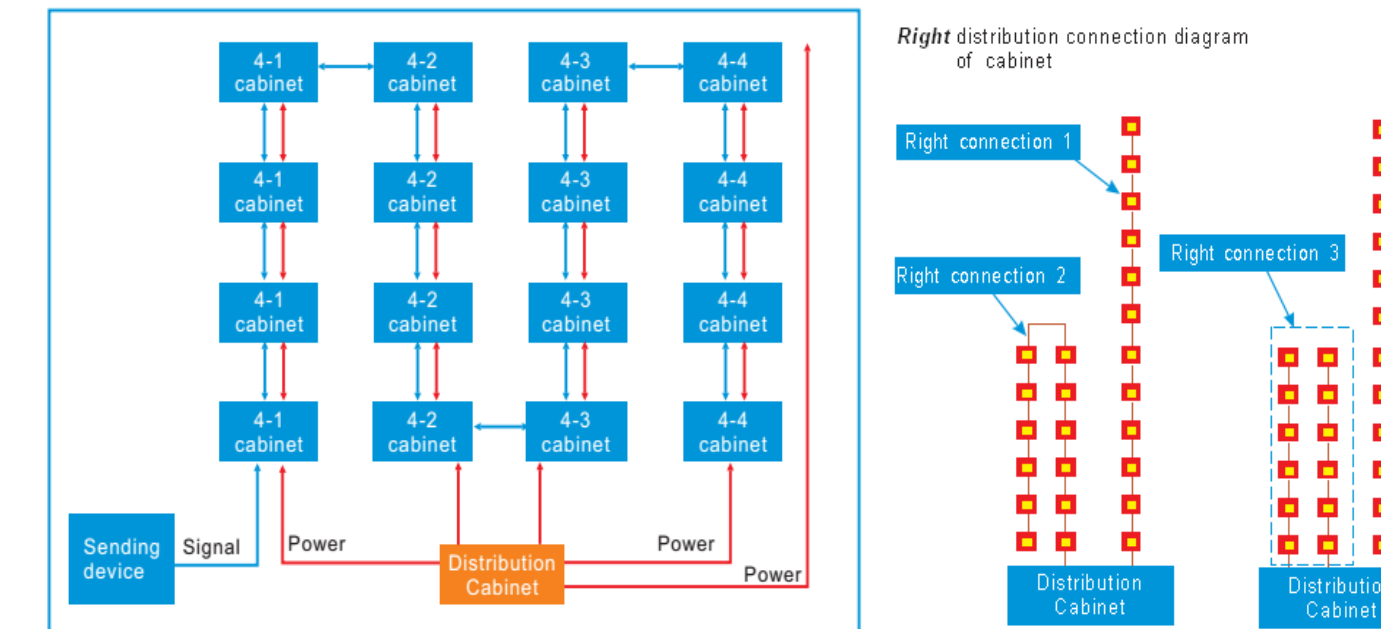 4-1
cabinet
4-2
cabinet
4-3
cabinet
4-4
cabinet
4-1
cabinet
4-2
cabinet
4-3
cabinet
4-4
cabinet
4-1
cabinet
4-2
cabinet
4-3
cabinet
4-4
cabinet
4-1
cabinet
4-2
cabinet
4-3
cabinet
4-4
cabinet
Sending
device
Signal
Power
Distribution
Cabinet
Power
Power
Right distribution connection diagram
of cabinet
Right connection 1
Right connection 2
Right connection 3
Distribution
Cabinet
Distributio
Cabinet